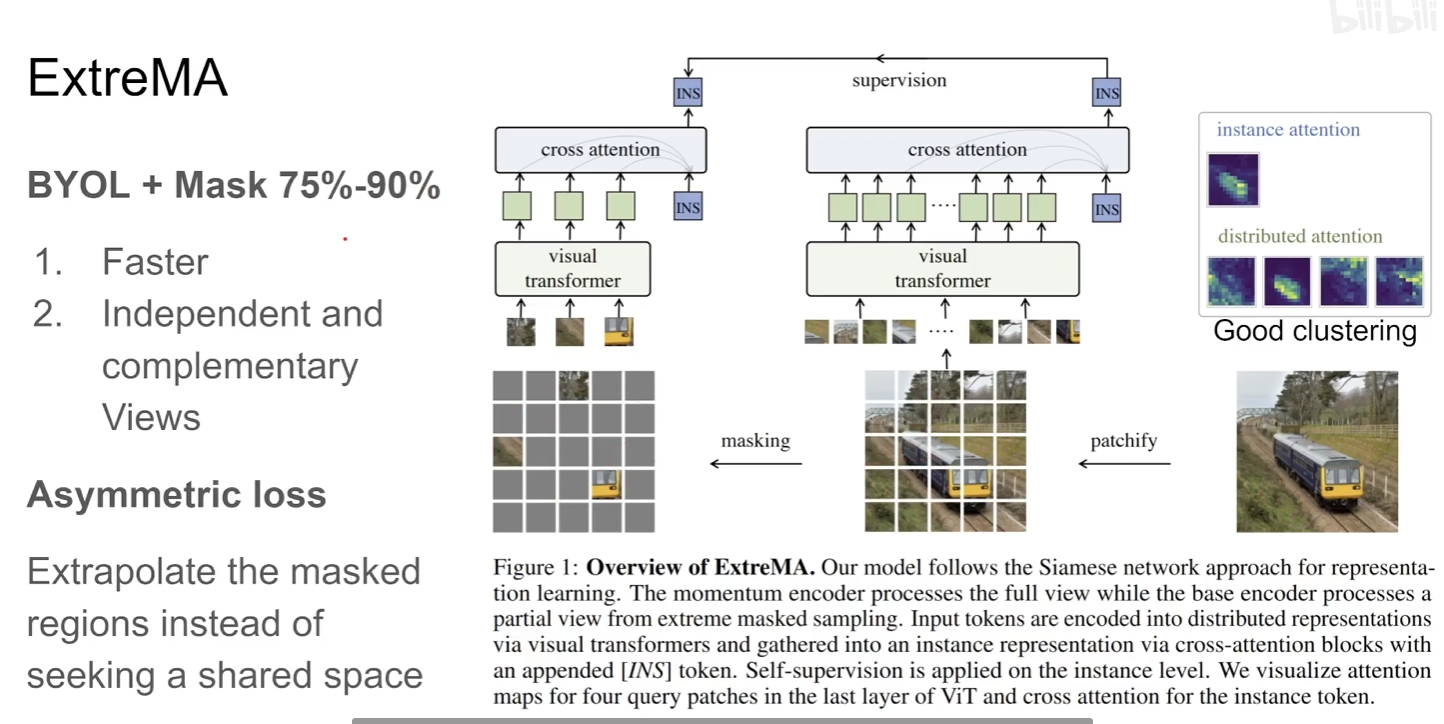 bilibili
ExtreMA
BYOL + Mask 75%-90%
1. Faster
2. Independent and
complementary
Views
Asymmetric loss
Extrapolate the masked
regions instead of
seeking a shared space
supervision
INS
INS
cross attention
cross attention
INS
INS
visual
transformer
visual
transformer
....
....
masking
patchify
instance attention
distributed attention
Good clustering
Figure 1: Overview of ExtreMA. Our model follows the Siamese network approach for representa-
tion learning. The momentum encoder processes the full view while the base encoder processes a
partial view from extreme masked sampling. Input tokens are encoded into distributed representations
via visual transformers and gathered into an instance representation via cross-attention blocks with
an appended [INS] token. Self-supervision is applied on the instance level. We visualize attention
maps for four query patches in the last layer of ViT and cross attention for the instance token.